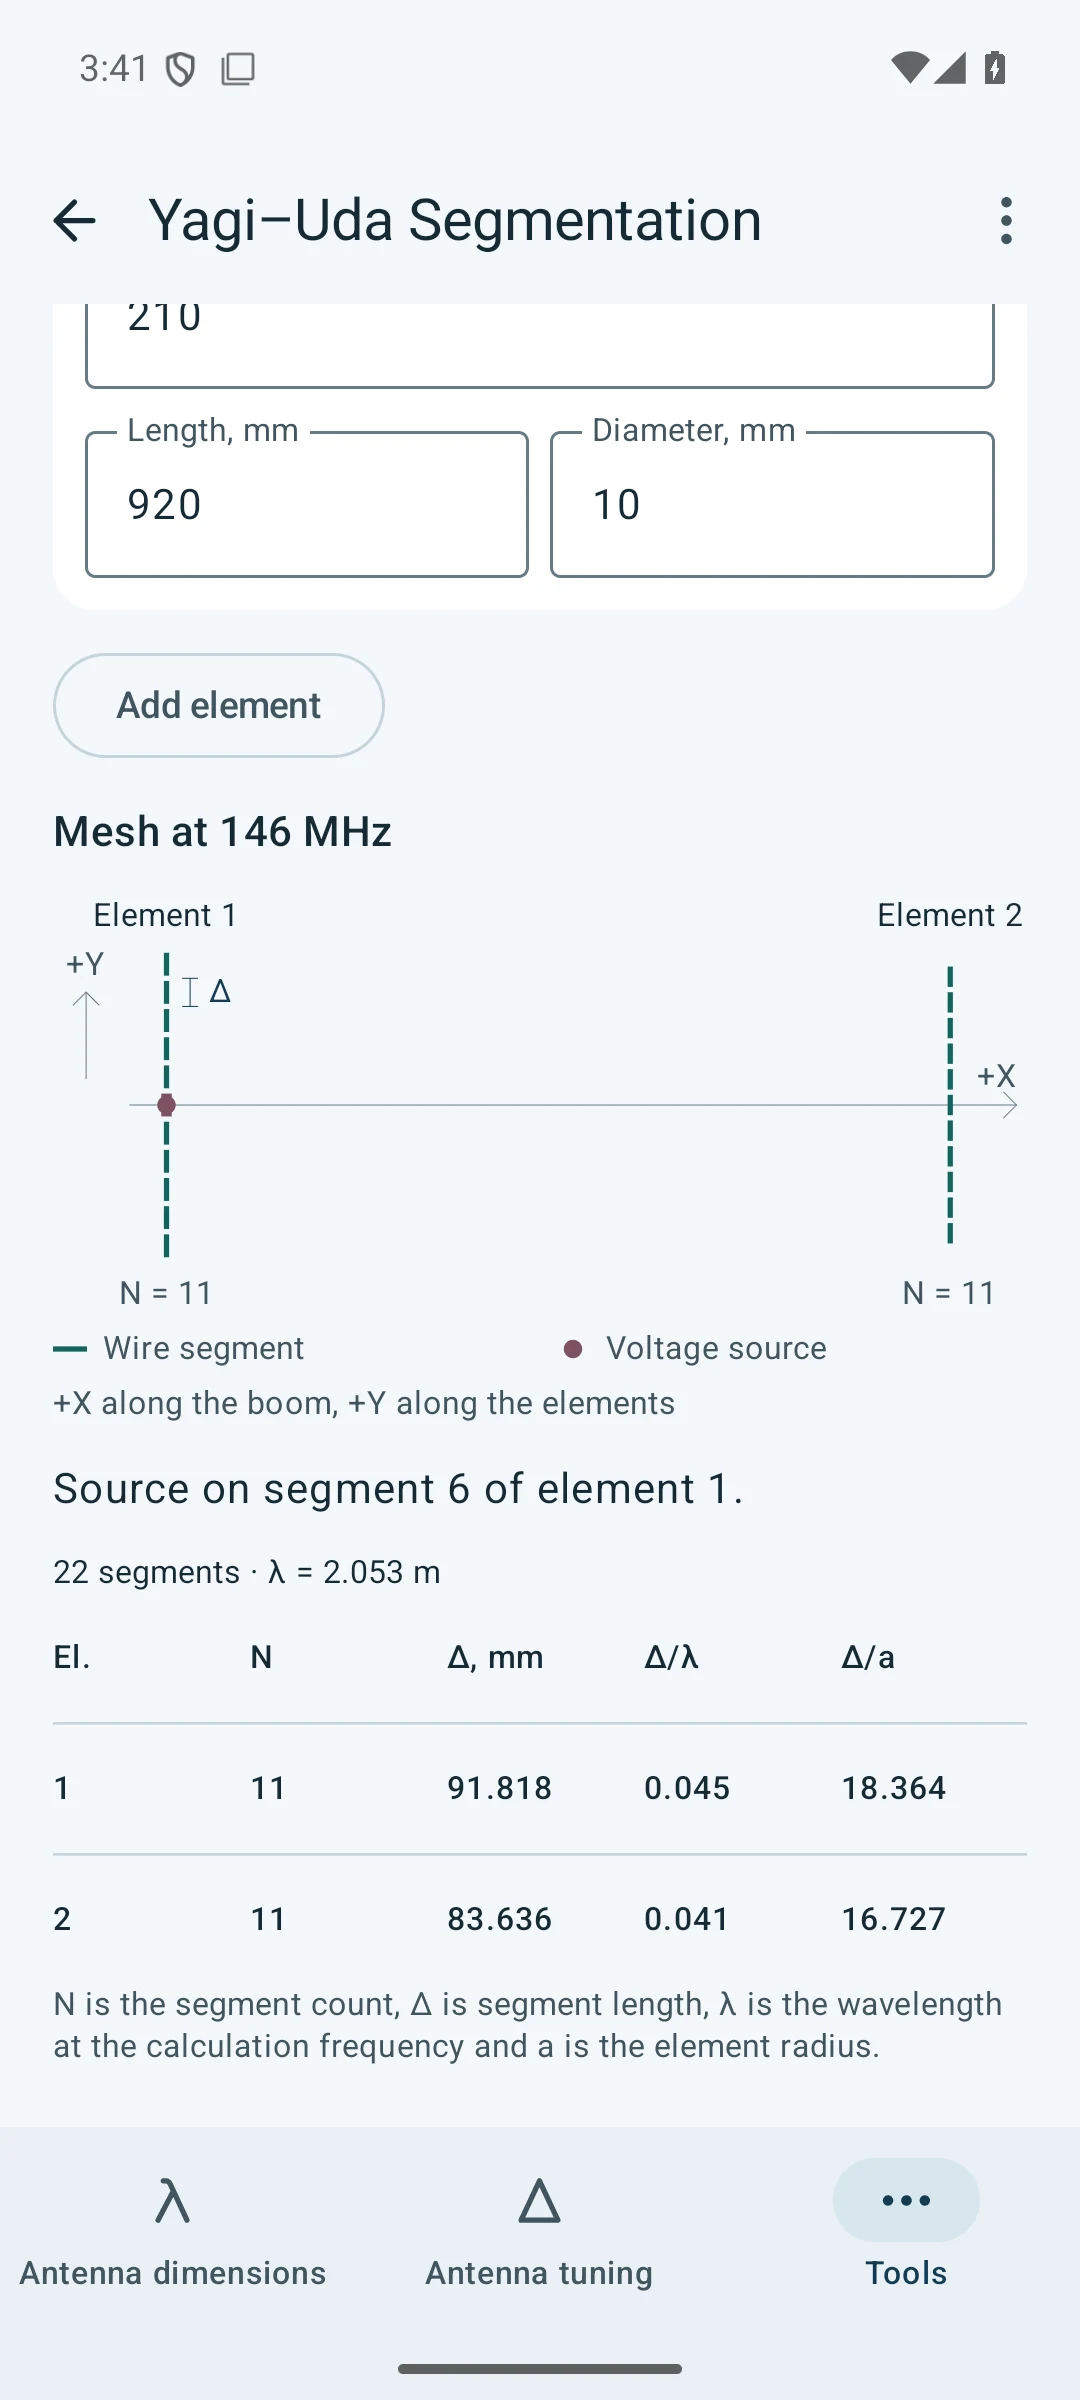 3:41
Yagi–Uda Segmentation
210
Length, mm
Diameter, mm
920
10
Add element
Mesh at 146 MHz
Element 1
Element 2
+Y
Δ
+X
N = 11
N = 11
Wire segment
Voltage source
+X along the boom, +Y along the elements
Source on segment 6 of element 1.
22 segments · λ = 2.053 m
El. N Δ, mm Δ/λ Δ/a
1 11 91.818 0.045 18.364
2 11 83.636 0.041 16.727
N is the segment count, Δ is segment length, λ is the wavelength
at the calculation frequency and a is the element radius.
λ
Δ
Antenna dimensions
Antenna tuning
Tools